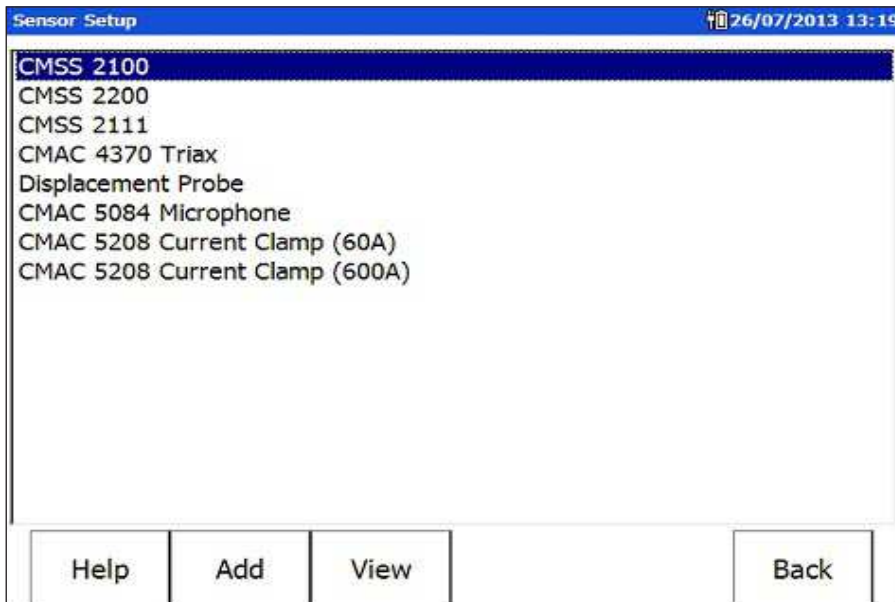 Sensor Setup 26/07/2013 13:19
CMSS 2100
CMSS 2200
CMSS 2111
CMAC 4370 Triax
Displacement Probe
CMAC 5084 Microphone
CMAC 5208 Current Clamp (60A)
CMAC 5208 Current Clamp (600A)
Help Add View Back